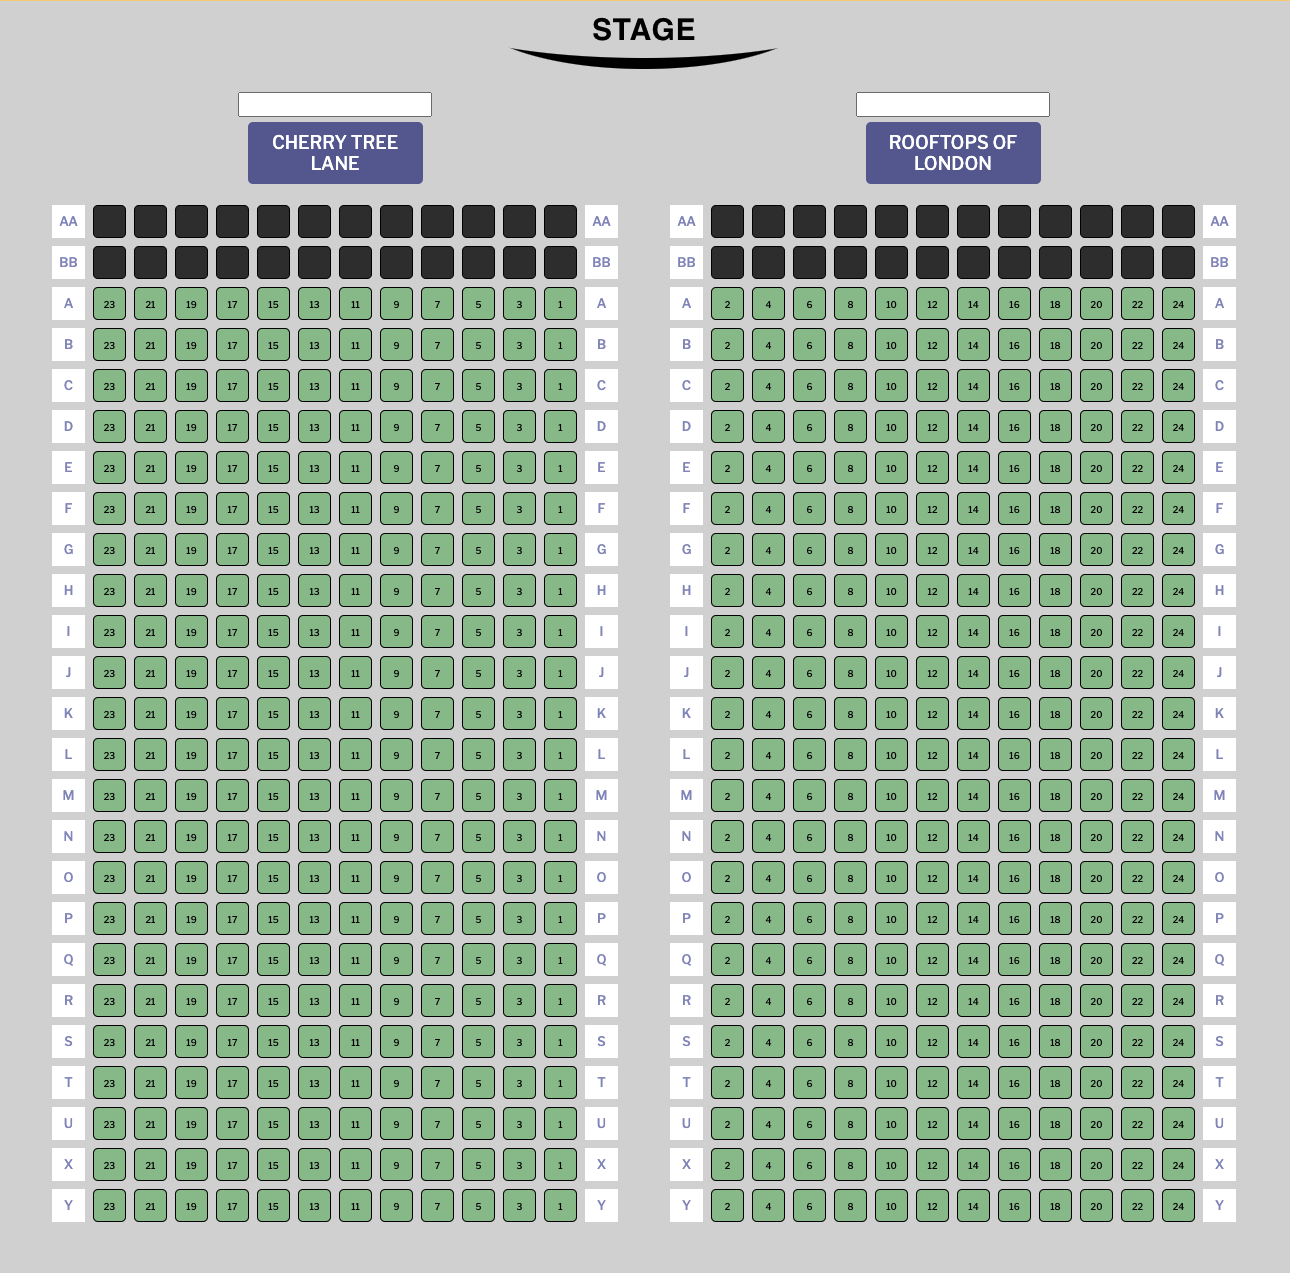 STAGE
CHERRY TREE
LANE
ROOFTOPS OF
LONDON
AA AA AA AA
BB BB BB BB
A 23 21 19 17 15 13 11 9 7 5 3 1 A A 2 4 6 8 10 12 14 16 18 20 22 24 A
B 23 21 19 17 15 13 11 9 7 5 3 1 B B 2 4 6 8 10 12 14 16 18 20 22 24 B
C 23 21 19 17 15 13 11 9 7 5 3 1 C C 2 4 6 8 10 12 14 16 18 20 22 24 C
D 23 21 19 17 15 13 11 9 7 5 3 1 D D 2 4 6 8 10 12 14 16 18 20 22 24 D
E 23 21 19 17 15 13 11 9 7 5 3 1 E E 2 4 6 8 10 12 14 16 18 20 22 24 E
F 23 21 19 17 15 13 11 9 7 5 3 1 F F 2 4 6 8 10 12 14 16 18 20 22 24 F
G 23 21 19 17 15 13 11 9 7 5 3 1 G G 2 4 6 8 10 12 14 16 18 20 22 24 G
H 23 21 19 17 15 13 11 9 7 5 3 1 H H 2 4 6 8 10 12 14 16 18 20 22 24 H
I 23 21 19 17 15 13 11 9 7 5 3 1 I I 2 4 6 8 10 12 14 16 18 20 22 24 I
J 23 21 19 17 15 13 11 9 7 5 3 1 J J 2 4 6 8 10 12 14 16 18 20 22 24 J
K 23 21 19 17 15 13 11 9 7 5 3 1 K K 2 4 6 8 10 12 14 16 18 20 22 24 K
L 23 21 19 17 15 13 11 9 7 5 3 1 L L 2 4 6 8 10 12 14 16 18 20 22 24 L
M 23 21 19 17 15 13 11 9 7 5 3 1 M M 2 4 6 8 10 12 14 16 18 20 22 24 M
N 23 21 19 17 15 13 11 9 7 5 3 1 N N 2 4 6 8 10 12 14 16 18 20 22 24 N
O 23 21 19 17 15 13 11 9 7 5 3 1 O O 2 4 6 8 10 12 14 16 18 20 22 24 O
P 23 21 19 17 15 13 11 9 7 5 3 1 P P 2 4 6 8 10 12 14 16 18 20 22 24 P
Q 23 21 19 17 15 13 11 9 7 5 3 1 Q Q 2 4 6 8 10 12 14 16 18 20 22 24 Q
R 23 21 19 17 15 13 11 9 7 5 3 1 R R 2 4 6 8 10 12 14 16 18 20 22 24 R
S 23 21 19 17 15 13 11 9 7 5 3 1 S S 2 4 6 8 10 12 14 16 18 20 22 24 S
T 23 21 19 17 15 13 11 9 7 5 3 1 T T 2 4 6 8 10 12 14 16 18 20 22 24 T
U 23 21 19 17 15 13 11 9 7 5 3 1 U U 2 4 6 8 10 12 14 16 18 20 22 24 U
X 23 21 19 17 15 13 11 9 7 5 3 1 X X 2 4 6 8 10 12 14 16 18 20 22 24 X
Y 23 21 19 17 15 13 11 9 7 5 3 1 Y Y 2 4 6 8 10 12 14 16 18 20 22 24 Y